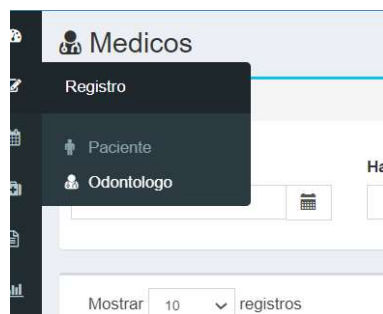 Medicos
Registro
Paciente
Odontologo
Ha
Mostrar 10 registros